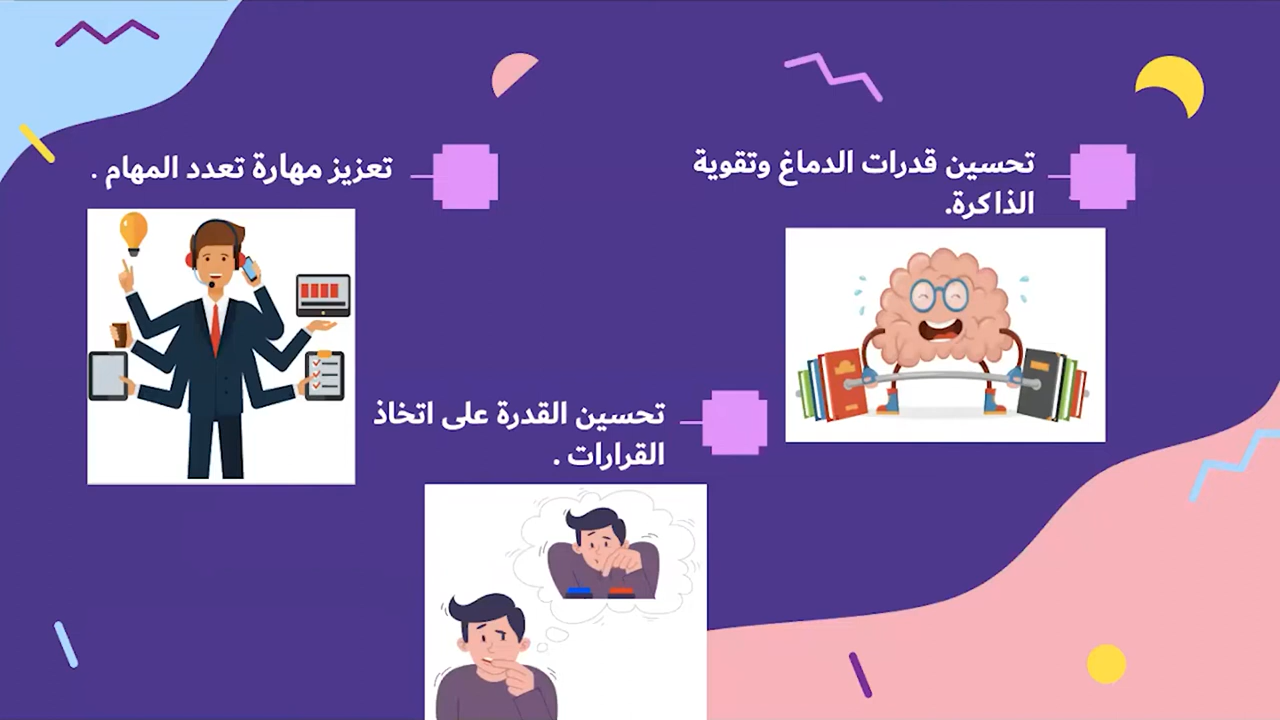 تحسين قدرات الدماغ وتقوية
الذاكرة.
تعزيز مهارة تعدد المهام .
تحسين القدرة على اتخاذ
القرارات .